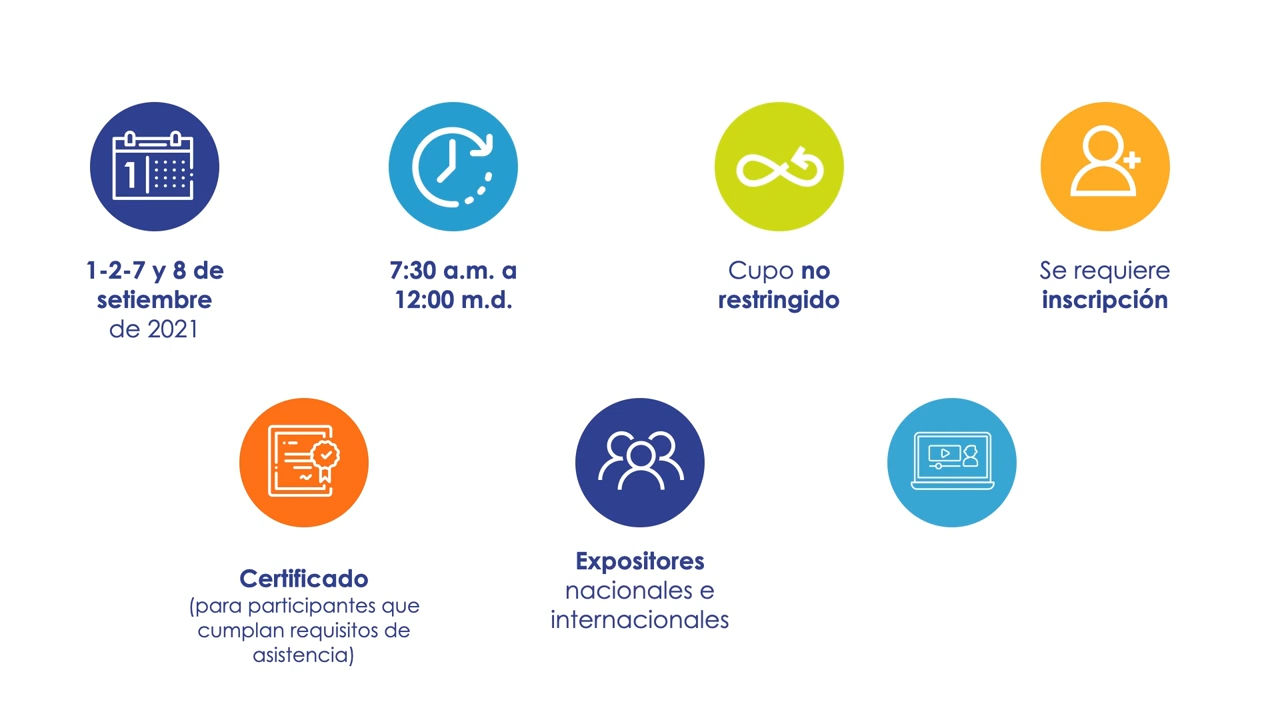 1
1-2-7 y 8 de
setiembre
de 2021
7:30 a.m. a
12:00 m.d.
Cupo no
restringido
Se requiere
inscripción
Certificado
(para participantes que
cumplan requisitos de
asistencia)
Expositores
nacionales e
internacionales